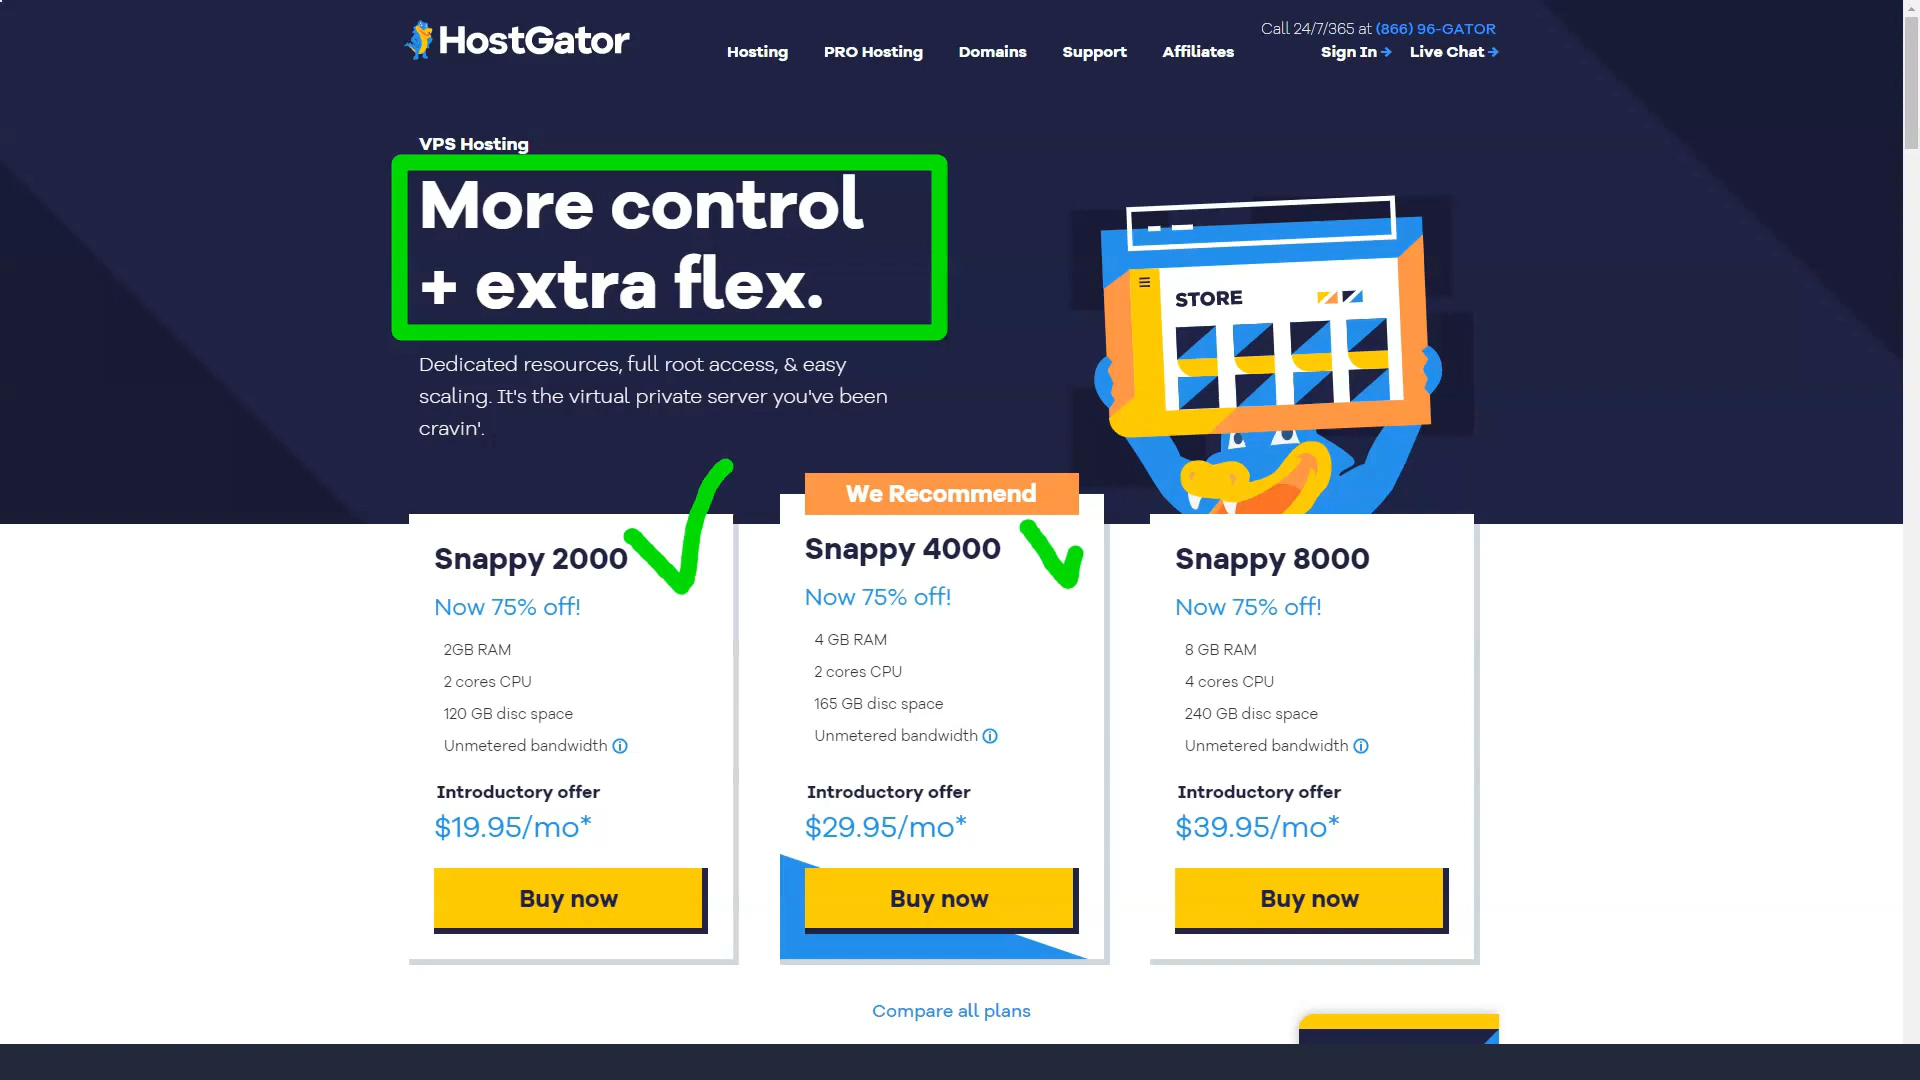 HostGator
Call 24/7/365 at (866) 96-GATOR
Hosting PRO Hosting Domains Support Affiliates Sign In Live Chat
VPS Hosting
More control
+ extra flex.
Dedicated resources, full root access, & easy
scaling. It's the virtual private server you've been
cravin'.
STORE
Snappy 2000
Now 75% off!
2GB RAM
2 cores CPU
120 GB disc space
Unmetered bandwidth
Introductory offer
$19.95/mo*
Buy now
We Recommend
Snappy 4000
Now 75% off!
4 GB RAM
2 cores CPU
165 GB disc space
Unmetered bandwidth
Introductory offer
$29.95/mo*
Buy now
Snappy 8000
Now 75% off!
8 GB RAM
4 cores CPU
240 GB disc space
Unmetered bandwidth
Introductory offer
$39.95/mo*
Buy now
Compare all plans